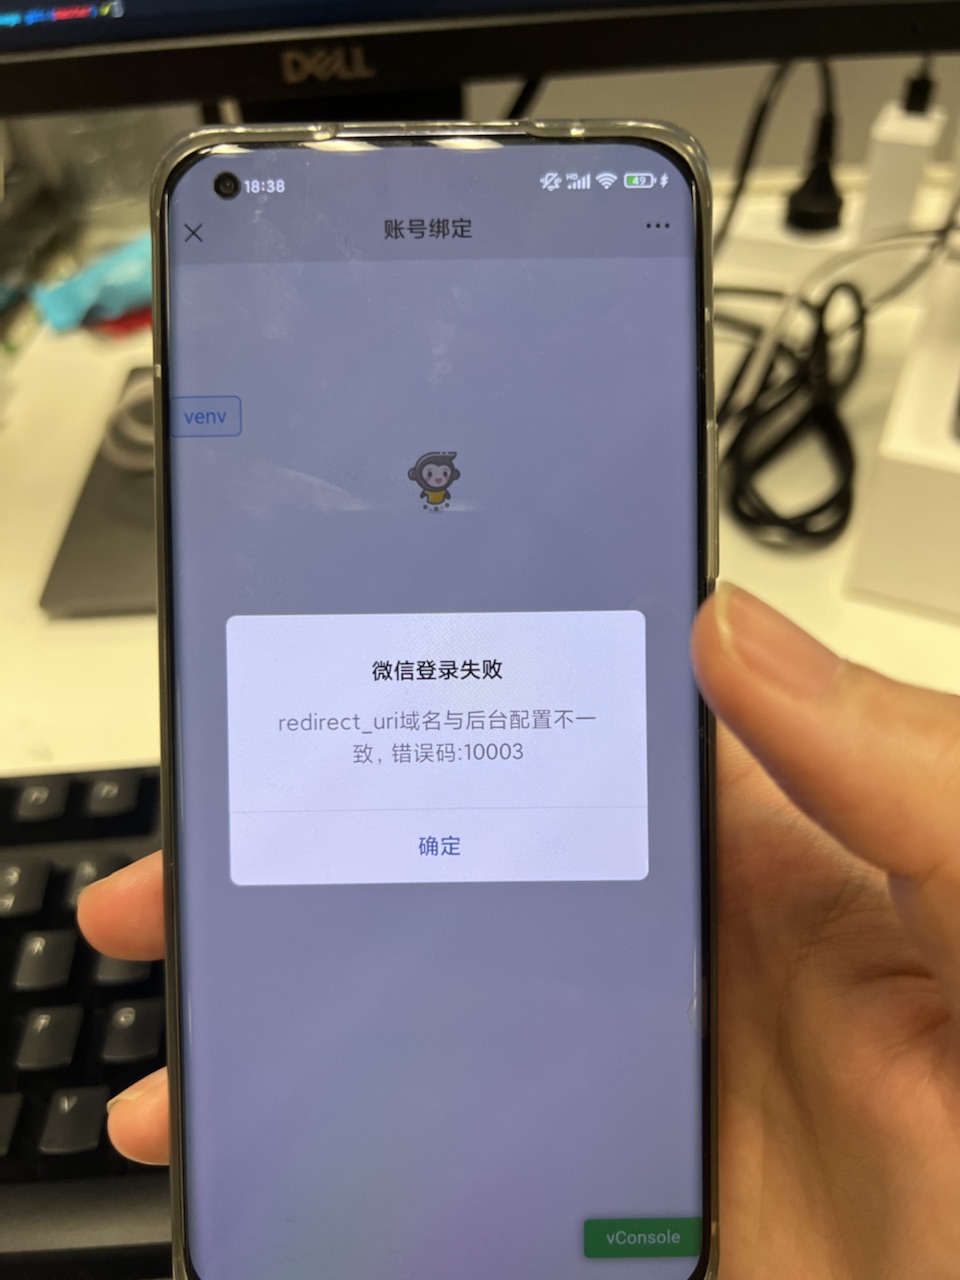 DELL
18:38
HD
49
账号绑定
venv
微信登录失败
redirect_uri域名与后台配置不一
致, 错误码:10003
确定
vConsole
V